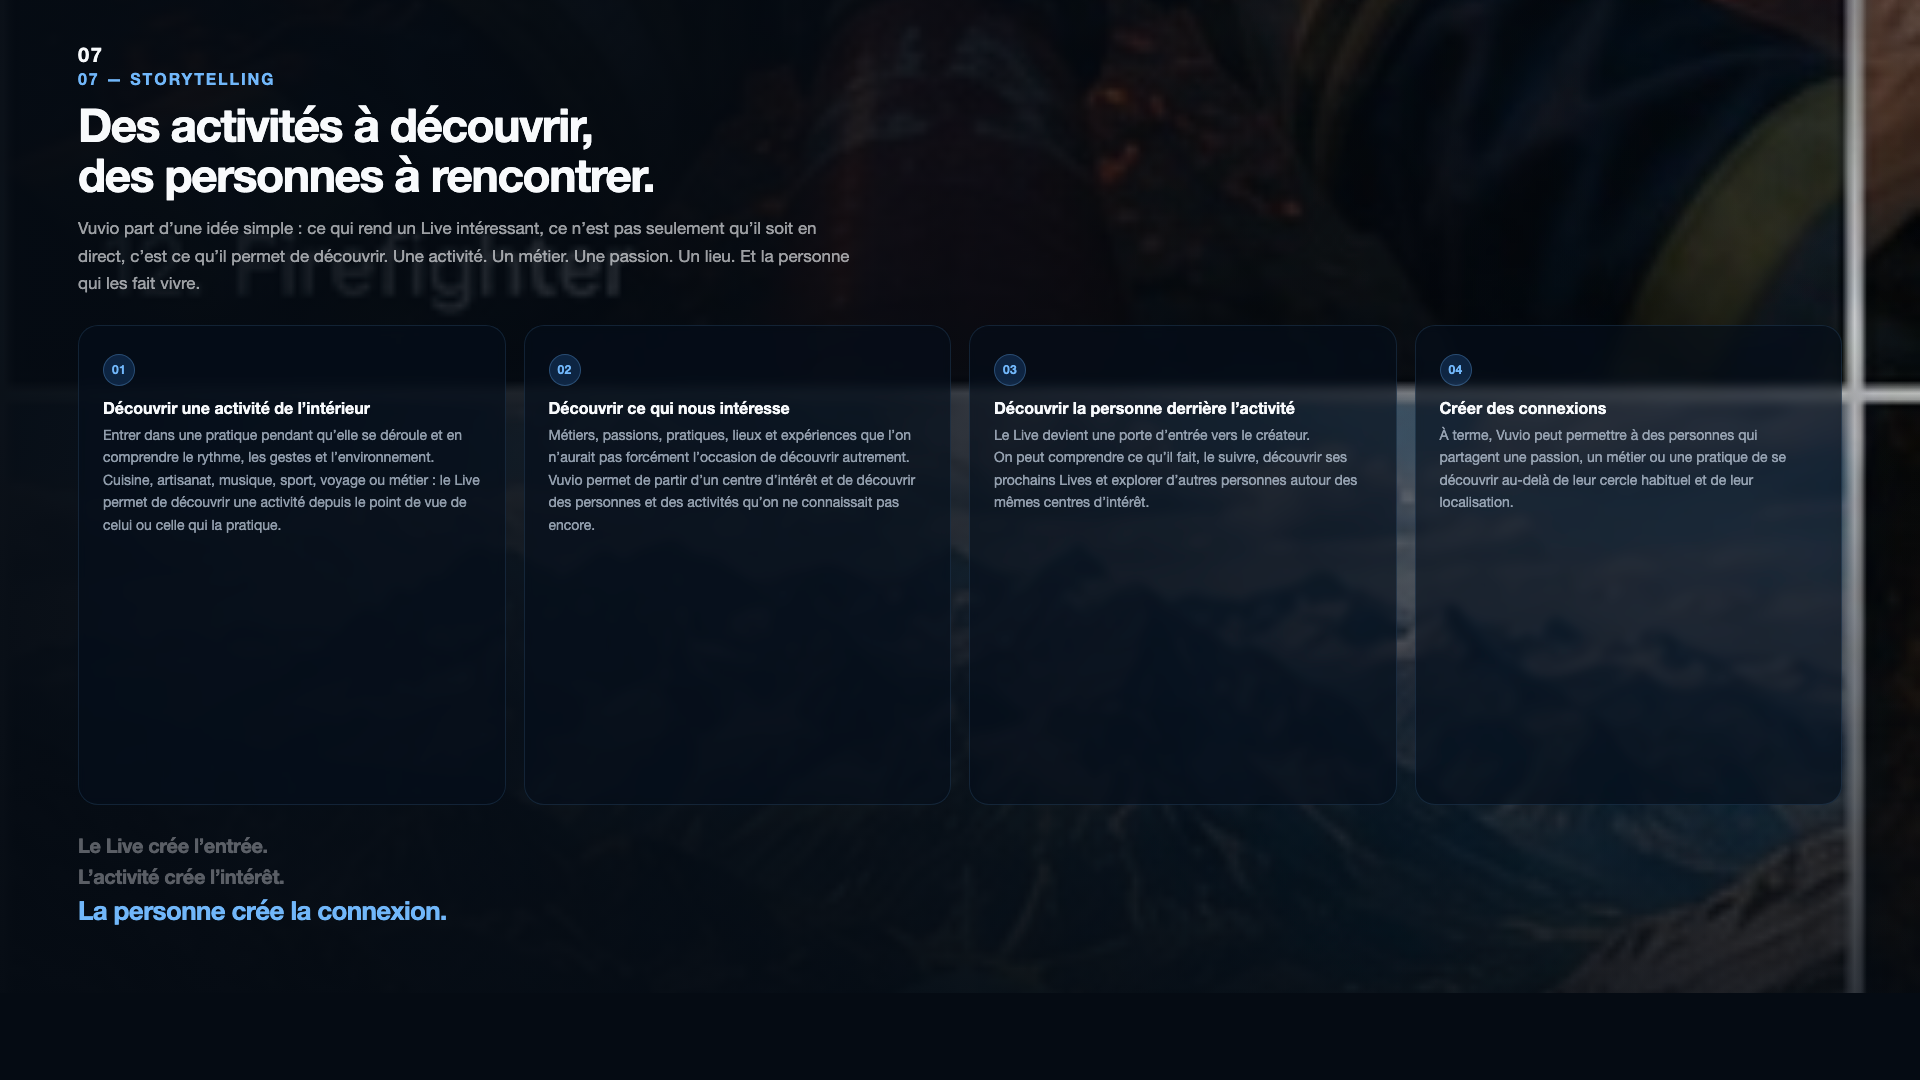 07
07 — STORYTELLING
Des activités à découvrir,
des personnes à rencontrer.
Vuvio part d’une idée simple : ce qui rend un Live intéressant, ce n’est pas seulement qu’il soit en
direct, c’est ce qu’il permet de découvrir. Une activité. Un métier. Une passion. Un lieu. Et la personne
qui les fait vivre.
Firefighter
01
Découvrir une activité de l’intérieur
Entrer dans une pratique pendant qu’elle se déroule et en
comprendre le rythme, les gestes et l’environnement.
Cuisine, artisanat, musique, sport, voyage ou métier : le Live
permet de découvrir une activité depuis le point de vue de
celui ou celle qui la pratique.
02
Découvrir ce qui nous intéresse
Métiers, passions, pratiques, lieux et expériences que l’on
n’aurait pas forcément l’occasion de découvrir autrement.
Vuvio permet de partir d’un centre d’intérêt et de découvrir
des personnes et des activités qu’on ne connaissait pas
encore.
03
Découvrir la personne derrière l’activité
Le Live devient une porte d’entrée vers le créateur.
On peut comprendre ce qu’il fait, le suivre, découvrir ses
prochains Lives et explorer d’autres personnes autour des
mêmes centres d’intérêt.
04
Créer des connexions
À terme, Vuvio peut permettre à des personnes qui
partagent une passion, un métier ou une pratique de se
découvrir au-delà de leur cercle habituel et de leur
localisation.
Le Live crée l’entrée.
L’activité crée l’intérêt.
La personne crée la connexion.